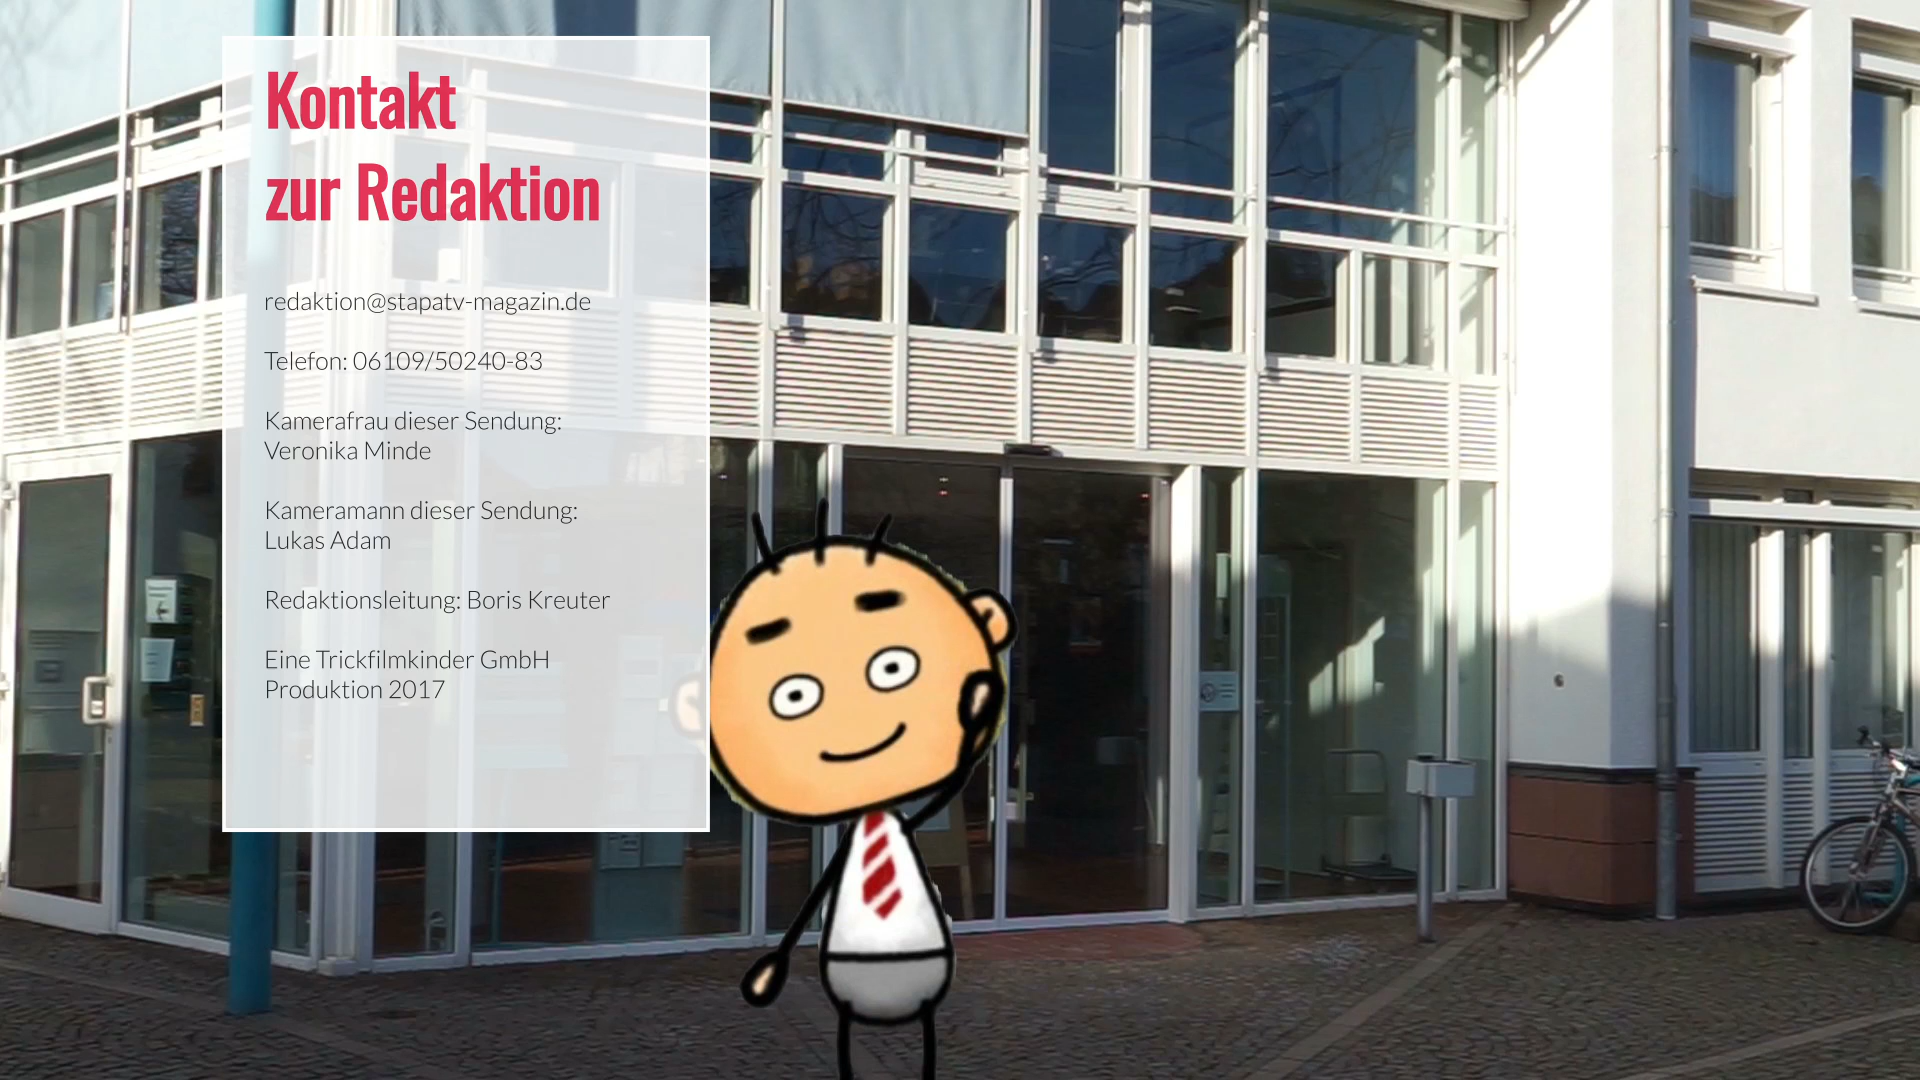 Kontakt
zur Redaktion
redaktion@stapatv-magazin.de
Telefon: 06109/50240-83
Kamerafrau dieser Sendung:
Veronika Minde
Kameramann dieser Sendung:
Lukas Adam
Redaktionsleitung: Boris Kreuter
Eine Trickfilmkinder GmbH
Produktion 2017